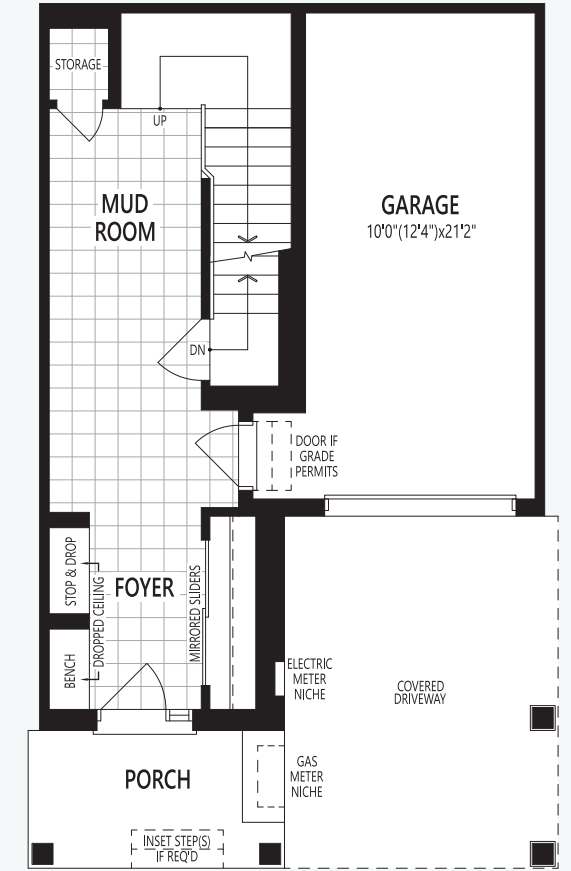 STORAGE
UP
MUD
ROOM
GARAGE
10'0"(12'4")x21'2"
DN
DOOR IF
GRADE
PERMITS
STOP & DROP
DROPPED CEILING
FOYER
MIRRORED SLIDERS
BENCH
ELECTRIC
METER
NICHE
COVERED
DRIVEWAY
PORCH
GAS
METER
NICHE
INSET STEP(S)
IF REQ'D